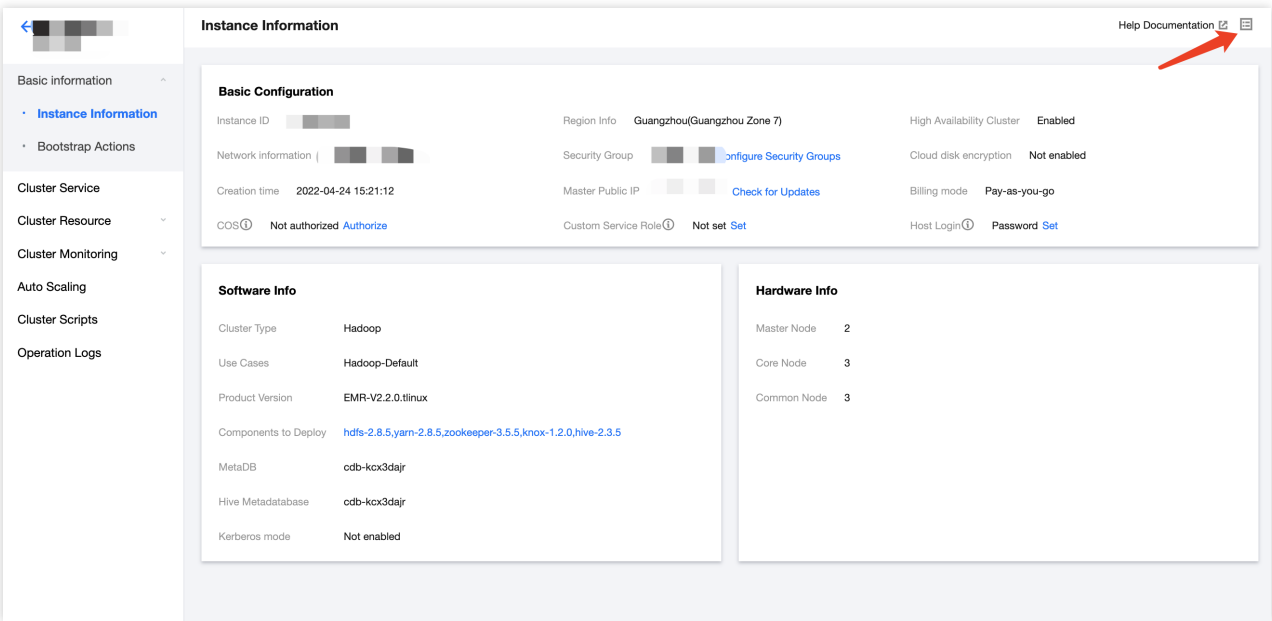 Instance Information
Help Documentation
Basic information
Instance Information
Bootstrap Actions
Cluster Service
Cluster Resource
Cluster Monitoring
Auto Scaling
Cluster Scripts
Operation Logs
Basic Configuration
Instance ID
Region Info Guangzhou(Guangzhou Zone 7)
High Availability Cluster Enabled
Network information
Security Group onfigure Security Groups
Cloud disk encryption Not enabled
Creation time 2022-04-24 15:21:12
Master Public IP Check for Updates
Billing mode Pay-as-you-go
COS Not authorized Authorize
Custom Service Role Not set Set
Host Login Password Set
Software Info
Cluster Type Hadoop
Use Cases Hadoop-Default
Product Version EMR-V2.2.0.tlinux
Components to Deploy hdfs-2.8.5,yarn-2.8.5,zookeeper-3.5.5,knox-1.2.0,hive-2.3.5
MetaDB cdb-kcx3dajr
Hive Metadatabase cdb-kcx3dajr
Kerberos mode Not enabled
Hardware Info
Master Node 2
Core Node 3
Common Node 3